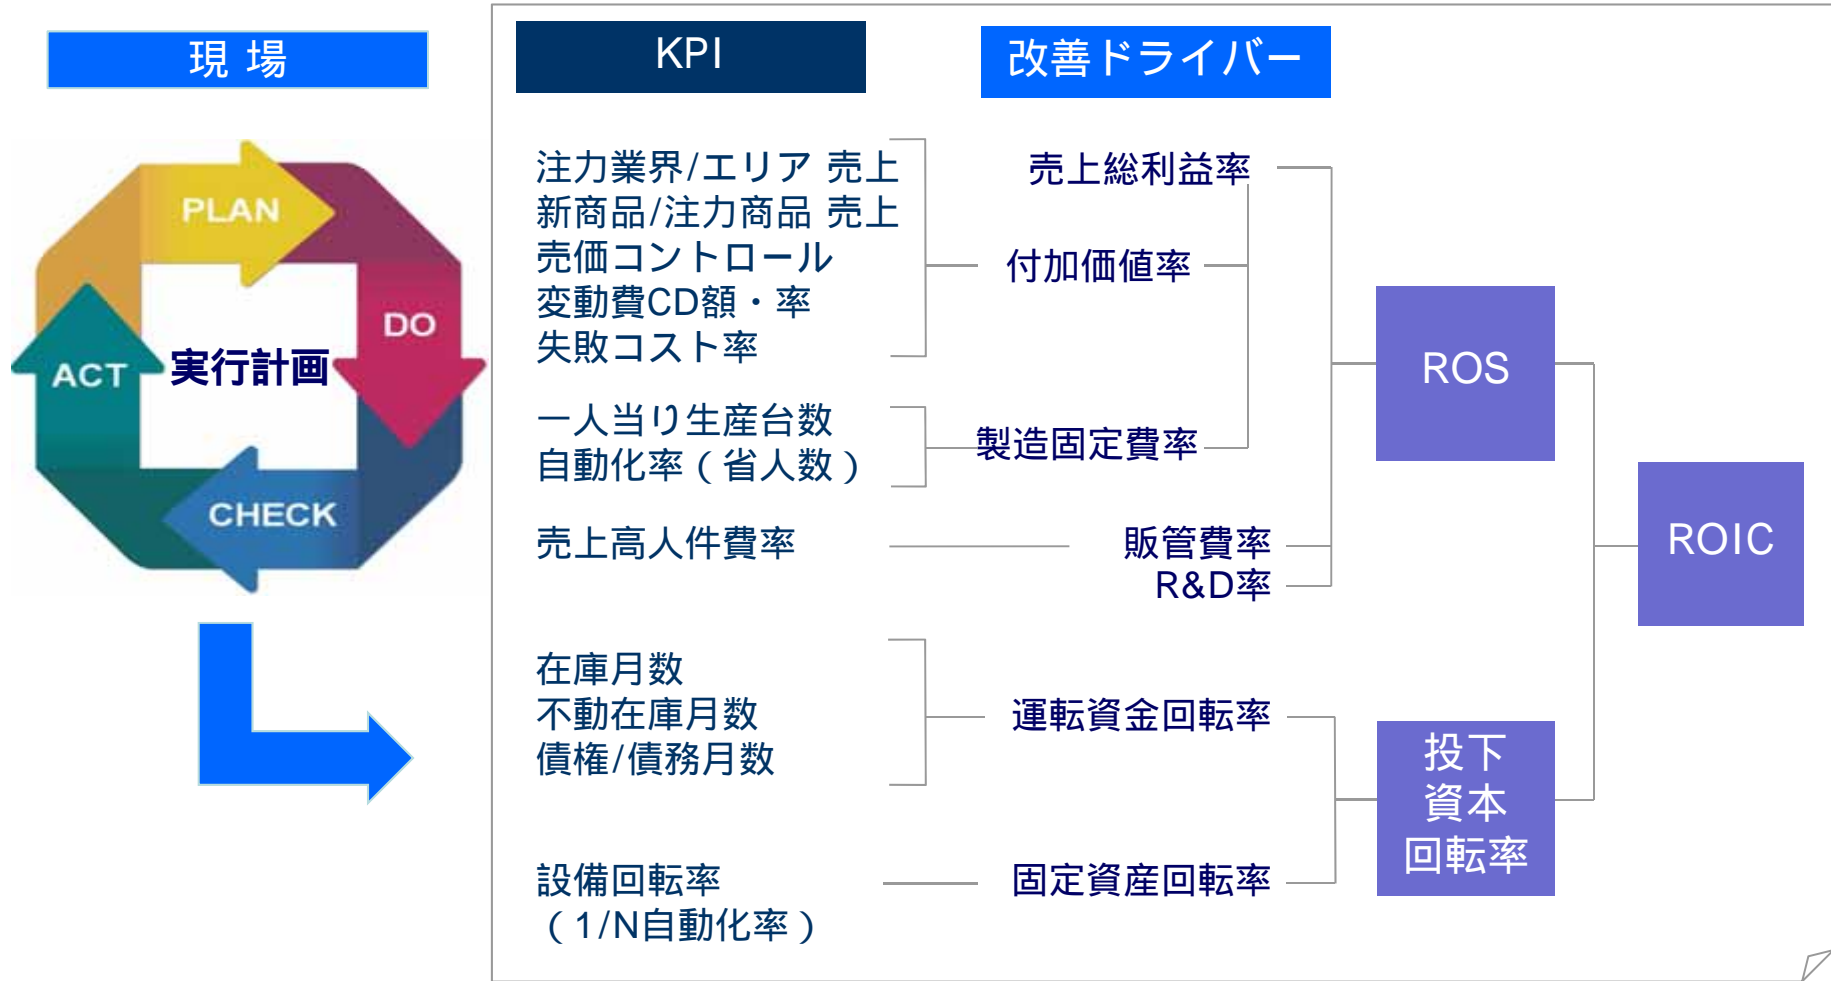 現 場
PLAN
DO
CHECK
ACT
実行計画
KPI
改善ドライバー
注力業界/エリア 売上
新商品/注力商品 売上
売価コントロール
変動費CD額・率
失敗コスト率
一人当り生産台数
自動化率（省人数）
売上高人件費率
在庫月数
不動在庫月数
債権/債務月数
設備回転率
（1/N自動化率）
売上総利益率
付加価値率
製造固定費率
販管費率
R&D率
運転資金回転率
固定資産回転率
ROS
投下
資本
回転率
ROIC